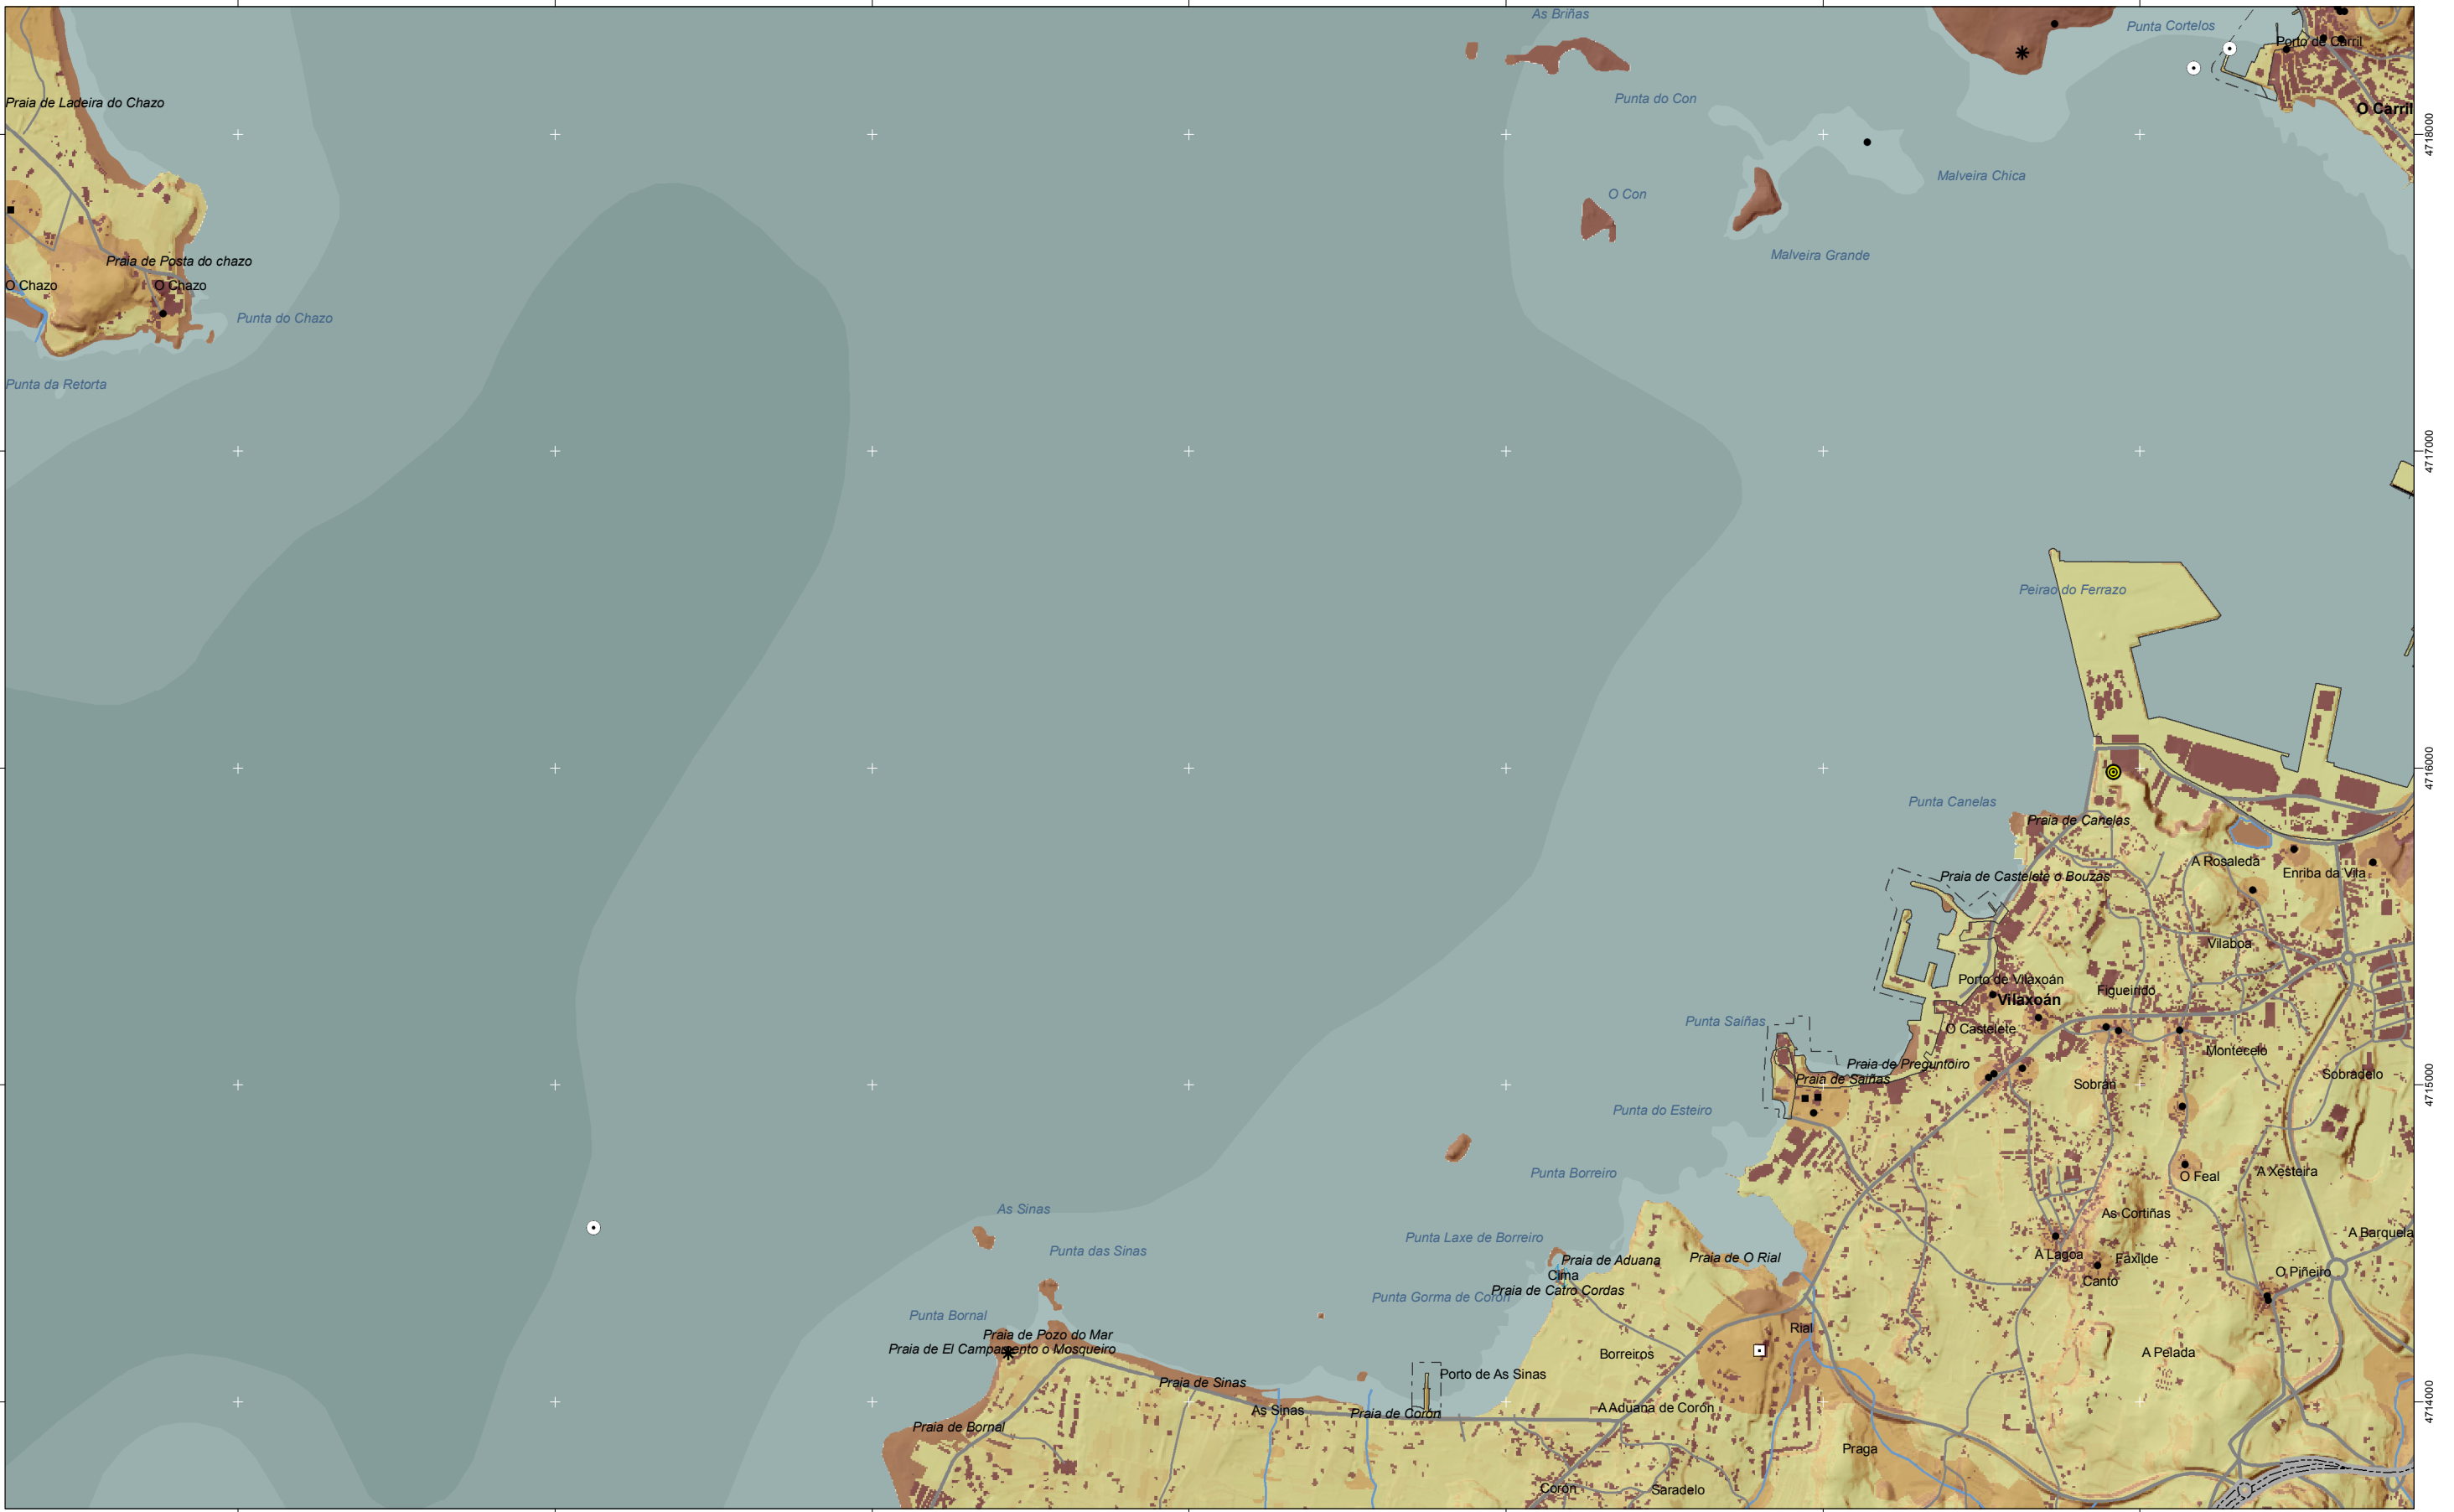 As Briñas
Punta Cortelos
Porto de Carril
Praia de Ladeira do Chazo
Punta do Con
O Carril
4718000
Malveira Chica
O Con
Malveira Grande
Praia de Posta do chazo
O Chazo
O Chazo
Punta do Chazo
Punta da Retorta
4717000
Peirao do Ferrazo
4716000
Punta Canelas
Praia de Canelas
A Rosaleda
Enriba da Vila
Praia de Castelete o Bouzas
Vilaboa
Porto de Vilaxoán
Figueirido
Vilaxoán
Punta Saíñas
O Castelete
Montecelo
Praia de Preguntoiro
Sobradelo
Praia de Saíñas
Sobrán
4715000
Punta do Esteiro
Punta Borreiro
A Xesteira
O Feal
As Sinas
As Cortiñas
Punta Laxe de Borreiro
A Barquela
Punta das Sinas
A Lagoa
Faxilde
Praia de Aduana
Praia de O Rial
Cima
O Piñeiro
Canto
Praia de Catro Cordas
Punta Gorma de Corón
Punta Bornal
Rial
Praia de Pozo do Mar
Praia de El Campamento o Mosqueiro
Borreiros
A Pelada
Porto de As Sinas
Praia de Sinas
As Sinas
Praia de Corón
A Aduana de Corón
4714000
Praia de Bornal
Praga
Corón
Saradelo